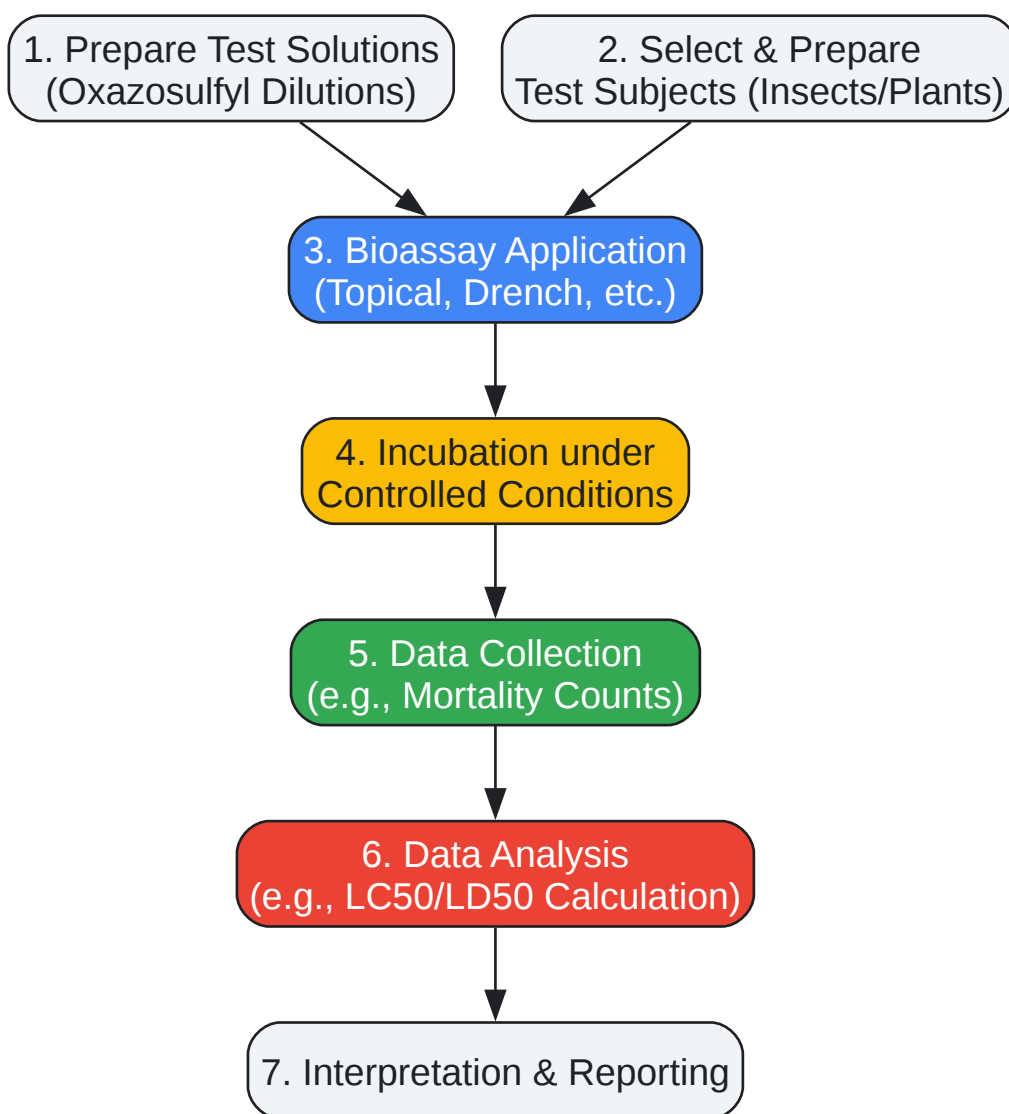 1. Prepare Test Solutions
(Oxazosulfyl Dilutions)
2. Select & Prepare
Test Subjects (Insects/Plants)
3. Bioassay Application
(Topical, Drench, etc.)
4. Incubation under
Controlled Conditions
5. Data Collection
(e.g., Mortality Counts)
6. Data Analysis
(e.g., LC50/LD50 Calculation)
7. Interpretation & Reporting